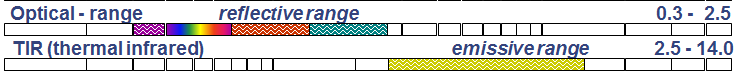 Optical - range reflective range 0.3 - 2.5
TIR (thermal infrared) emissive range 2.5 - 14.0